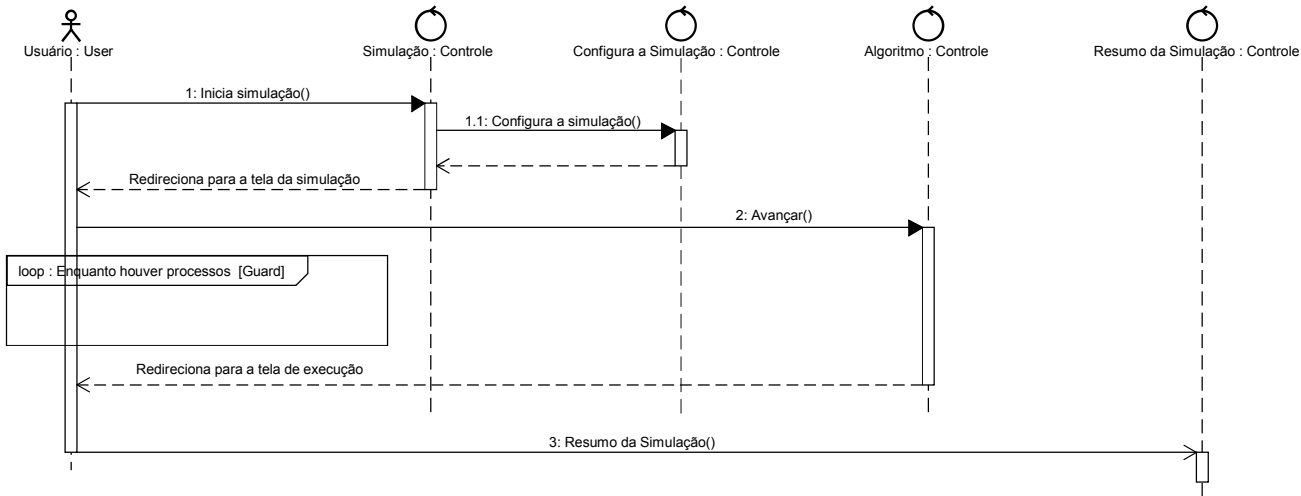 Usuário : User
Simulação : Controle
Configura a Simulação : Controle
Algoritmo : Controle
Resumo da Simulação : Controle
1: Inicia simulação()
1.1: Configura a simulação()
Redireciona para a tela da simulação
2: Avançar()
loop : Enquanto houver processos [Guard]
Redireciona para a tela de execução
3: Resumo da Simulação()